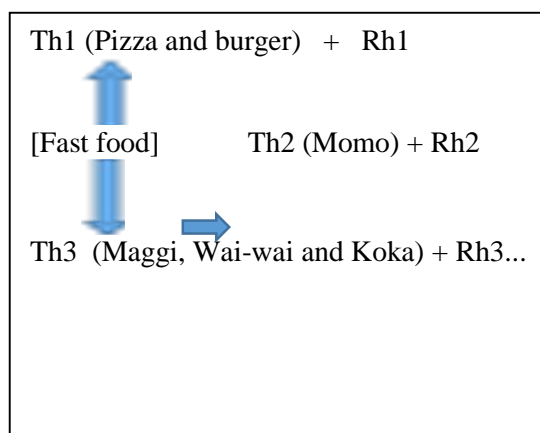 Th1 (Pizza and burger) + Rh1
[Fast food] Th2 (Momo) + Rh2
Th3 (Maggi, Wai-wai and Koka) + Rh3...